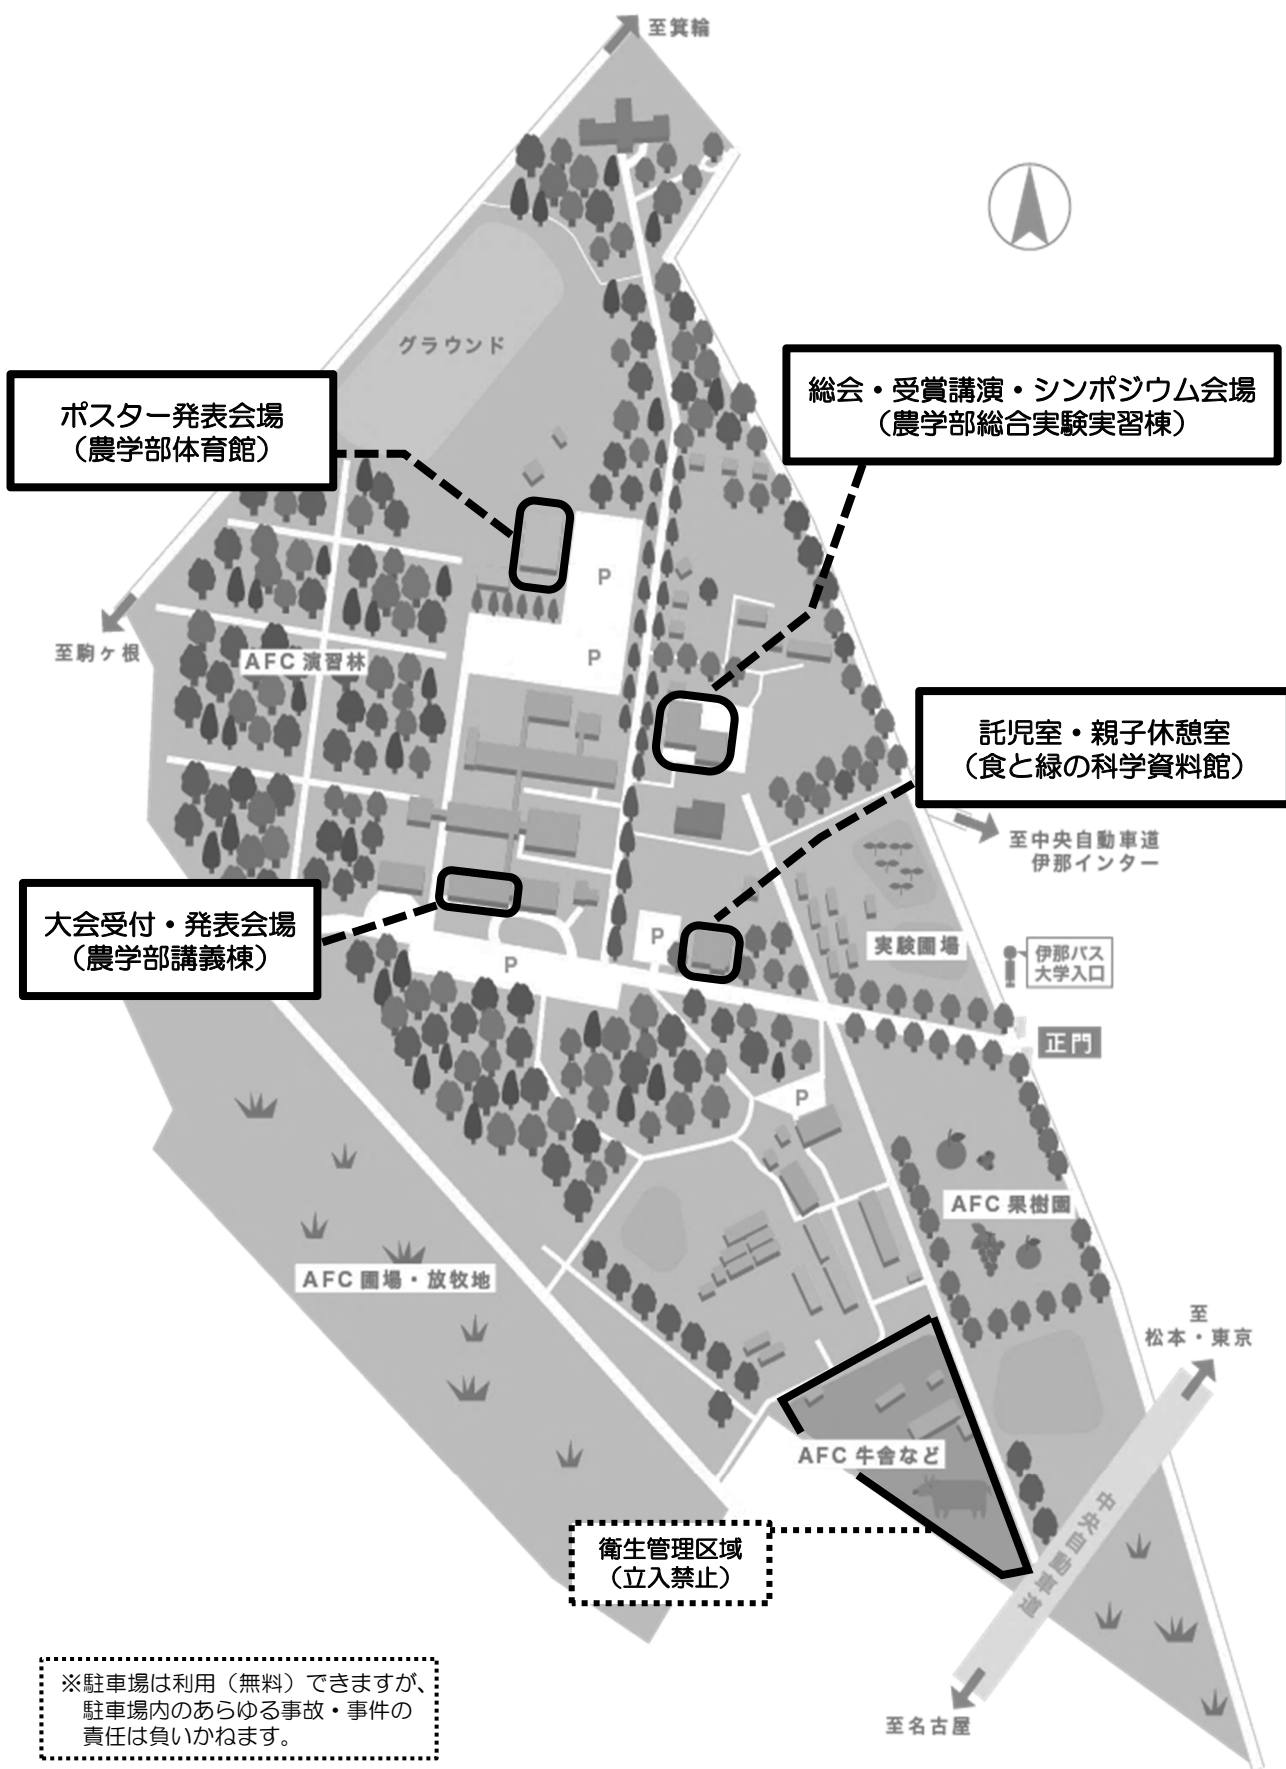 至箕輪
グラウンド
ポスター発表会場
（農学部体育館）
総会・受賞講演・シンポジウム会場
（農学部総合実験実習棟）
P
P
至駒ヶ根
AFC 演習林
託児室・親子休憩室
（食と緑の科学資料館）
至中央自動車道
伊那インター
大会受付・発表会場
（農学部講義棟）
P
P
実験圃場
伊那バス
大学入口
正門
P
AFC 果樹園
AFC 圃場・放牧地
至
松本・東京
AFC 牛舎など
中央自動車道
衛生管理区域
（立入禁止）
※駐車場は利用（無料）できますが、
駐車場内のあらゆる事故・事件の
責任は負いかねます。
至名古屋